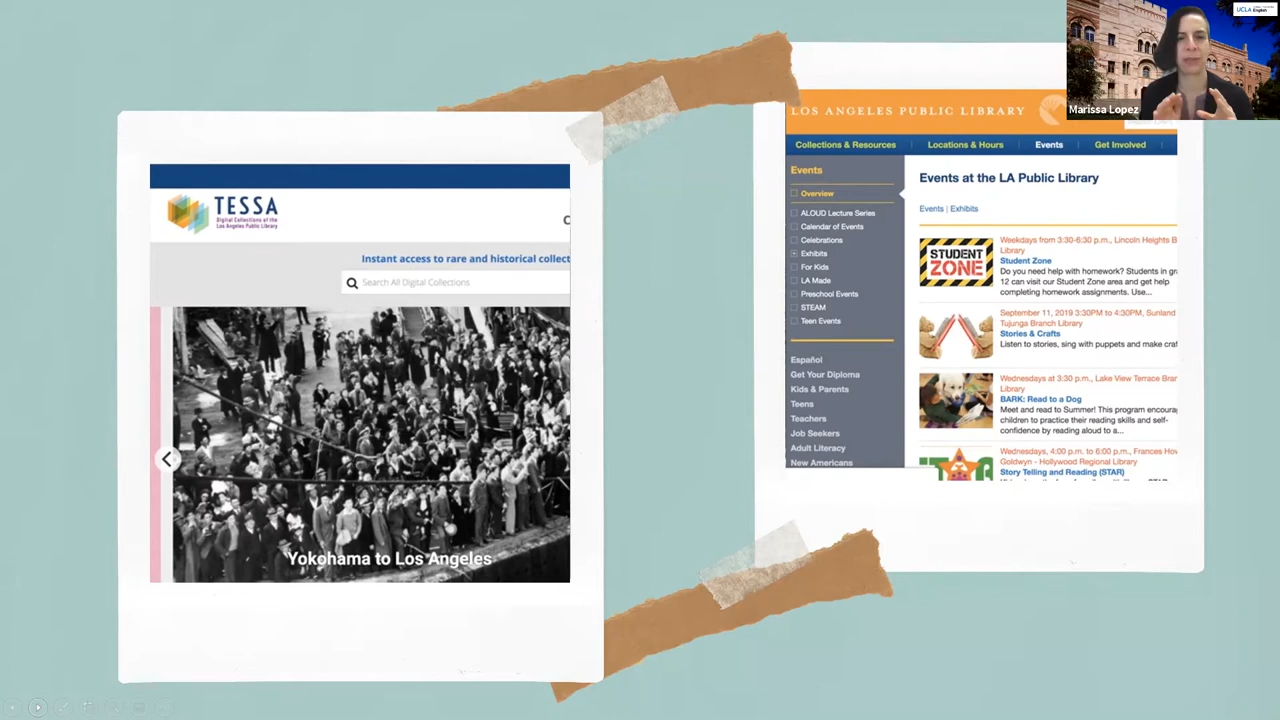 TESSA
Digital Collections of the
Los Angeles Public Library
Instant access to rare and historical collect
Search All Digital Collections
Yokohama to Los Angeles
LOS ANGELES PUBLIC LIBRARY
Collections & Resources
Locations & Hours
Events
Get Involved
Events
Overview
ALOUD Lecture Series
Calendar of Events
Celebrations
Exhibits
For Kids
LA Made
Preschool Events
STEAM
Teen Events
Español
Get Your Diploma
Kids & Parents
Teens
Teachers
Job Seekers
Adult Literacy
New Americans
Events at the LA Public Library
Events | Exhibits
STUDENT
ZONE
Weekdays from 3:30-6:30 p.m., Lincoln Heights B
Library
Student Zone
Do you need help with homework? Students in gra
12 can visit our Student Zone area and get help
completing homework assignments. Use...
September 11, 2019 3:30PM to 4:30PM, Sunland
Tujunga Branch Library
Stories & Crafts
Listen to stories, sing with puppets and make craf
Wednesdays at 3:30 p.m., Lake View Terrace Bran
Library
BARK: Read to a Dog
Meet and read to Summer! This program encourag
children to practice their reading skills and self-
confidence by reading aloud to a...
Wednesdays, 4:00 p.m. to 6:00 p.m., Frances How
Goldwyn - Hollywood Regional Library
Story Telling and Reading (STAR)
UCLA
English
Marissa Lopez